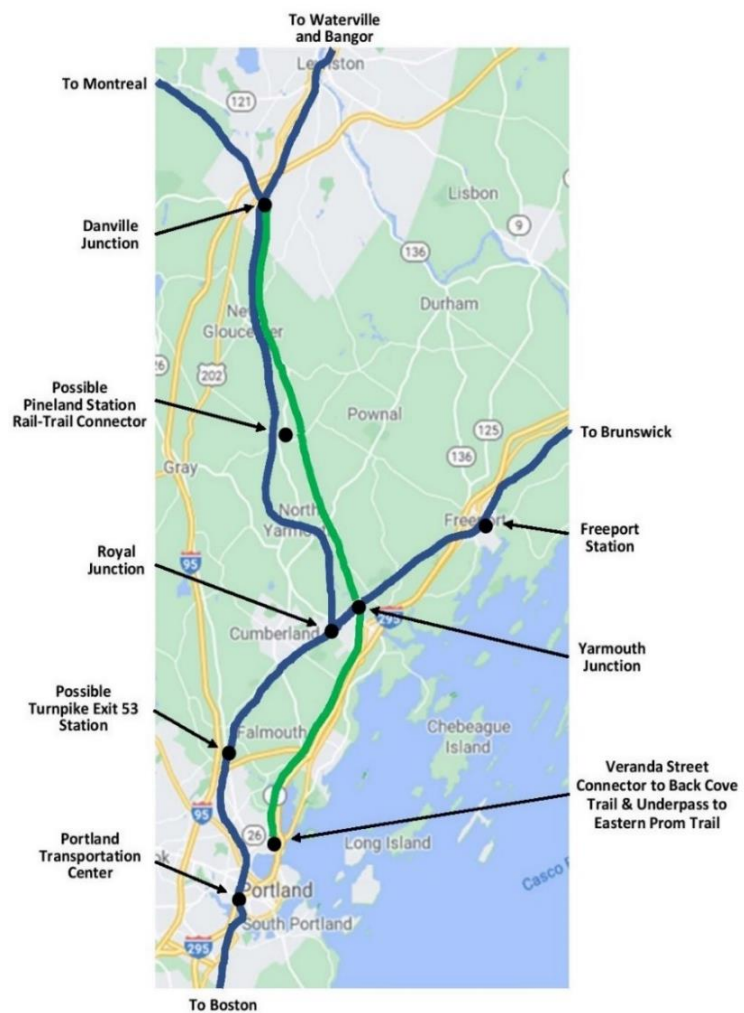 To Waterville
and Bangor
Lewiston
To Montreal
121
Lisbon
9
Danville
Junction
136
Durham
New
Gloucester
26
202
Possible
Pineland Station
Rail-Trail Connector
Pownal
125
To Brunswick
136
Gray
North
Yarmouth
Freeport
Freeport
Station
Royal
Junction
95
295
Cumberland
Yarmouth
Junction
Possible
Turnpike Exit 53
Station
Falmouth
Chebeague
Island
Veranda Street
Connector to Back Cove
Trail & Underpass to
Eastern Prom Trail
95
26
Long Island
Portland
Transportation
Center
ok
Casco
Portland
South Portland
295
To Boston